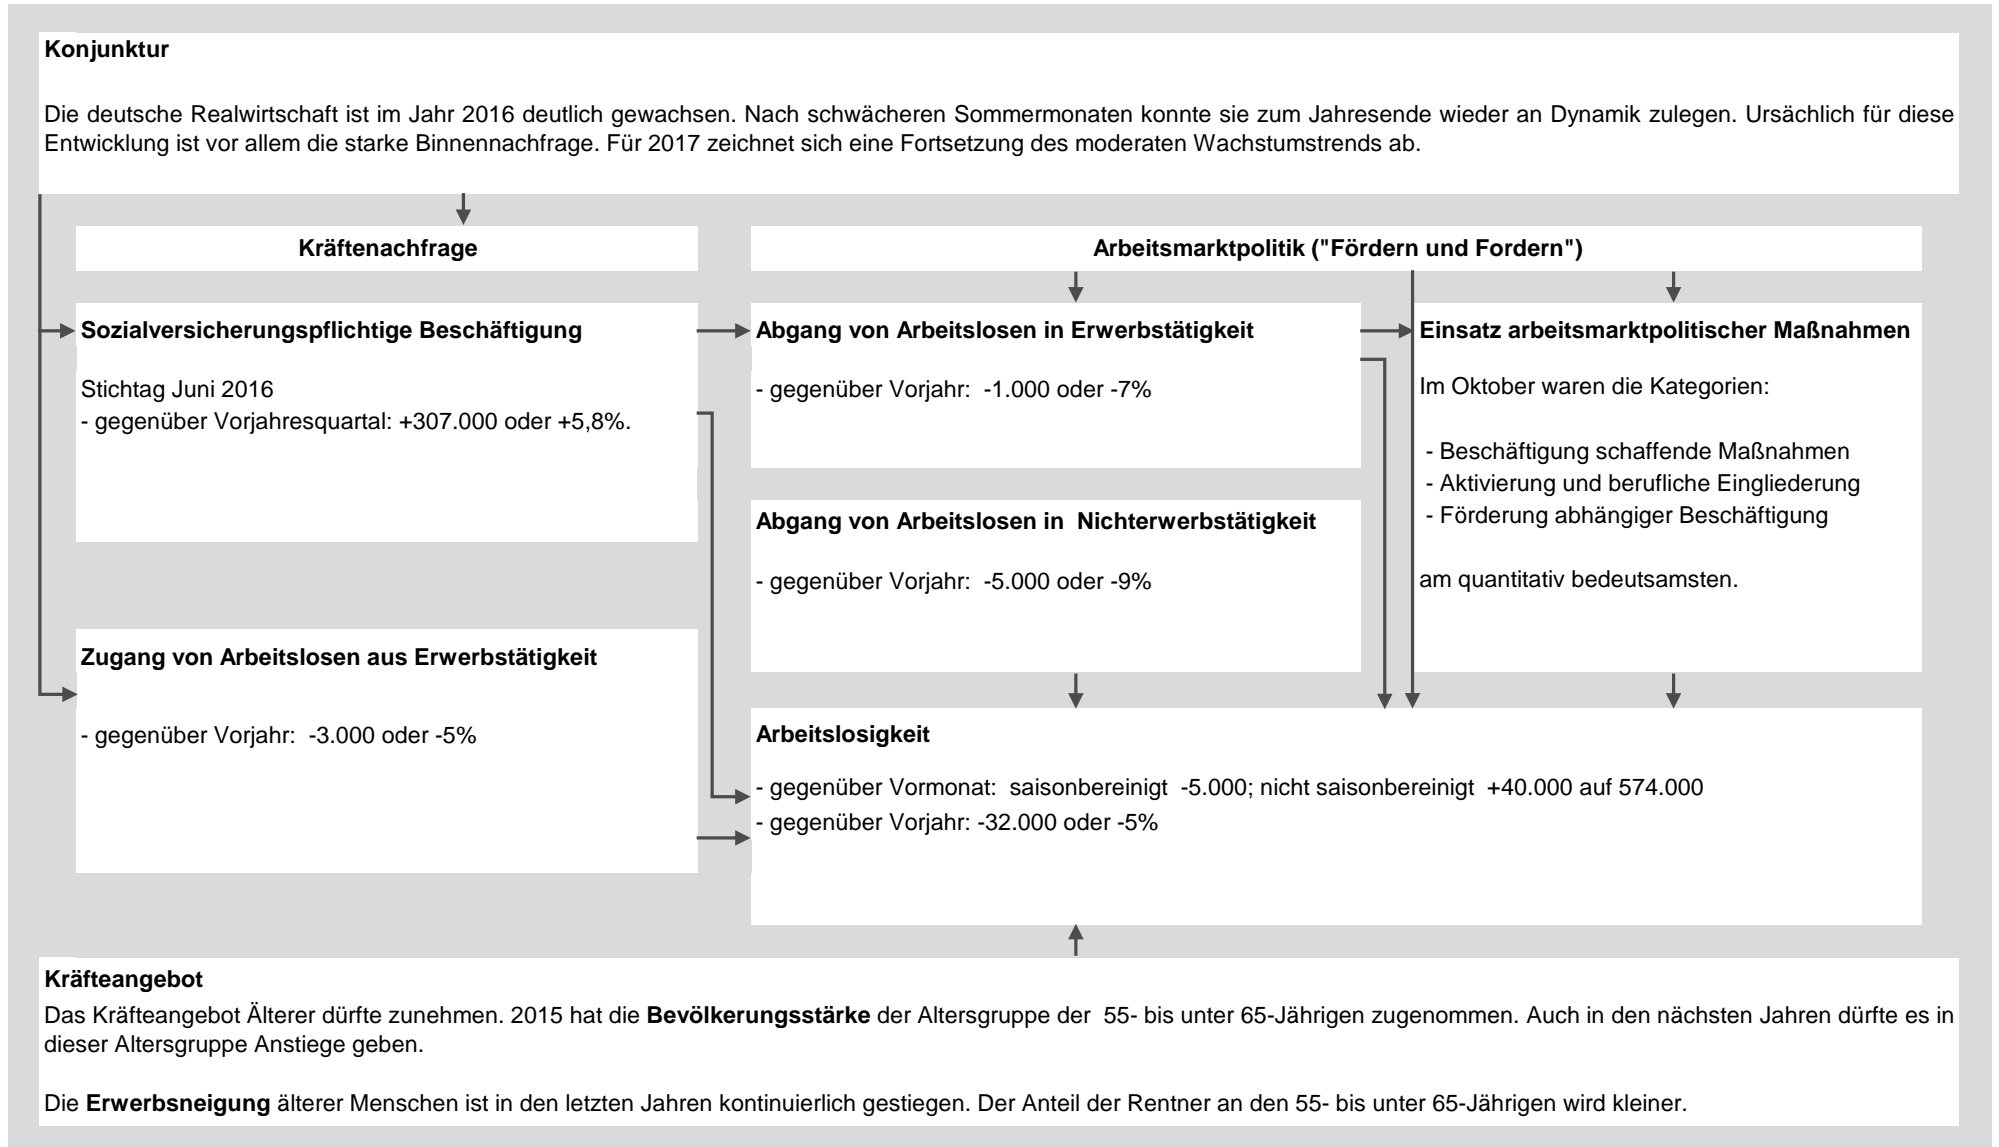 Konjunktur
Die deutsche Realwirtschaft ist im Jahr 2016 deutlich gewachsen. Nach schwächeren Sommermonaten konnte sie zum Jahresende wieder an Dynamik zulegen. Ursächlich für diese
Entwicklung ist vor allem die starke Binnennachfrage. Für 2017 zeichnet sich eine Fortsetzung des moderaten Wachstumstrends ab.
Kräftenachfrage
Arbeitsmarktpolitik ("Fördern und Fordern")
Sozialversicherungspflichtige Beschäftigung
Stichtag Juni 2016
- gegenüber Vorjahresquartal: +307.000 oder +5,8%.
Abgang von Arbeitslosen in Erwerbstätigkeit
- gegenüber Vorjahr:  -1.000 oder -7%
Einsatz arbeitsmarktpolitischer Maßnahmen
Im Oktober waren die Kategorien:
- Beschäftigung schaffende Maßnahmen
- Aktivierung und berufliche Eingliederung
- Förderung abhängiger Beschäftigung
am quantitativ bedeutsamsten.
Abgang von Arbeitslosen in  Nichterwerbstätigkeit
- gegenüber Vorjahr:  -5.000 oder -9%
Zugang von Arbeitslosen aus Erwerbstätigkeit
- gegenüber Vorjahr:  -3.000 oder -5%
Arbeitslosigkeit
- gegenüber Vormonat:  saisonbereinigt  -5.000; nicht saisonbereinigt  +40.000 auf 574.000
- gegenüber Vorjahr: -32.000 oder -5%
Kräfteangebot
Das Kräfteangebot Älterer dürfte zunehmen. 2015 hat die Bevölkerungsstärke der Altersgruppe der  55- bis unter 65-Jährigen zugenommen. Auch in den nächsten Jahren dürfte es in
dieser Altersgruppe Anstiege geben.
Die Erwerbsneigung älterer Menschen ist in den letzten Jahren kontinuierlich gestiegen. Der Anteil der Rentner an den 55- bis unter 65-Jährigen wird kleiner.